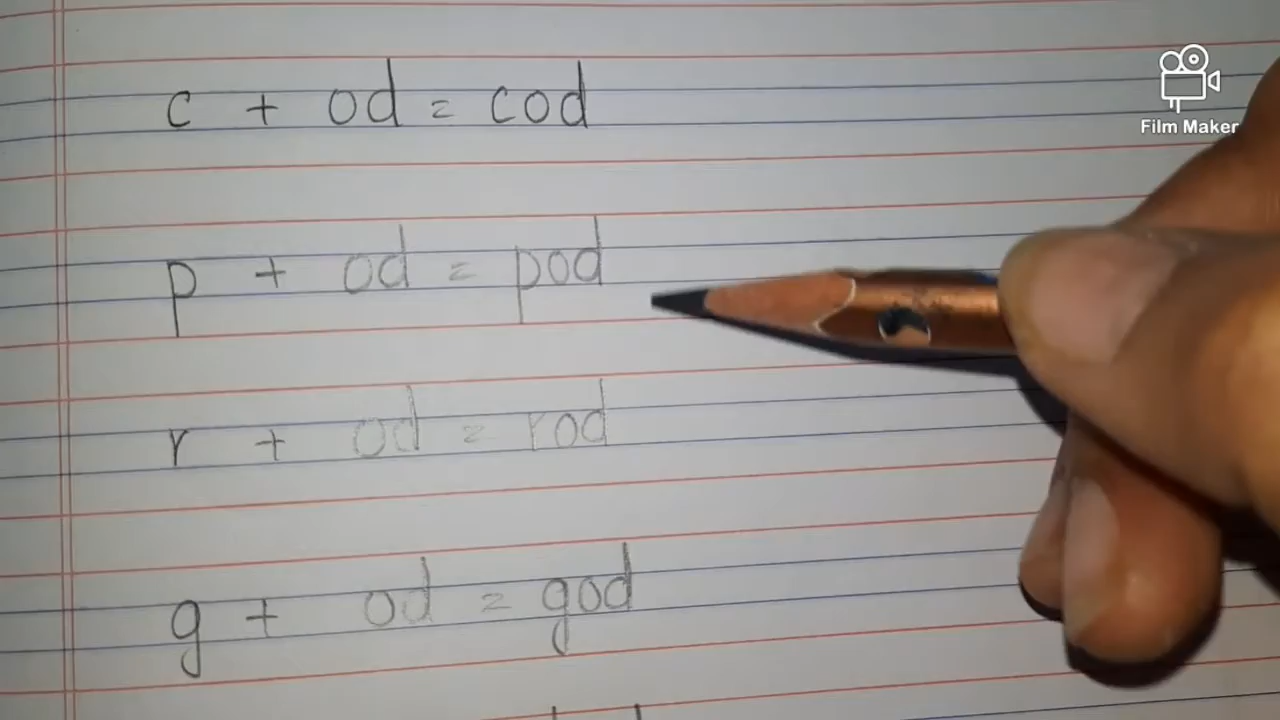 c + od = cod
Film Maker
p + od = pod
r + od = rod
g + od = god